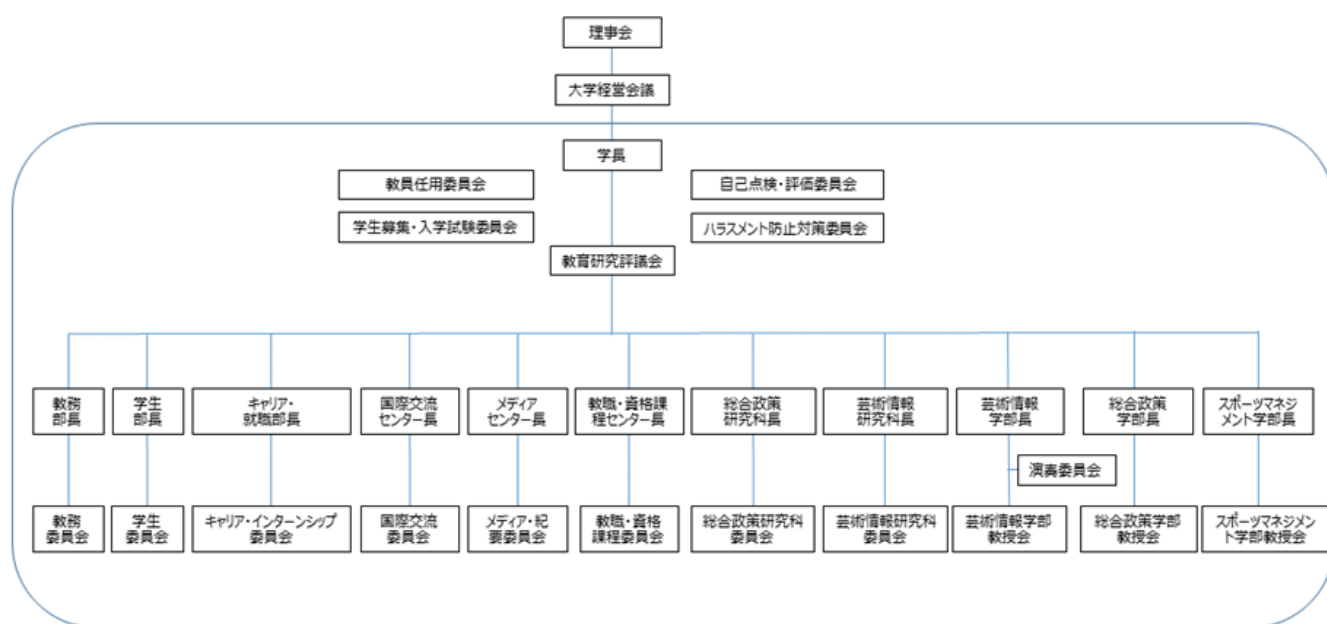 理事会
大学経営会議
学長
教員任用委員会
自己点検・評価委員会
学生募集・入学試験委員会
ハラスメント防止対策委員会
教育研究評議会
教務
部長
学生
部長
キャリア・
就職部長
国際交流
センター長
メディア
センター長
教職・資格課
程センター長
総合政策
研究科長
芸術情報
研究科長
芸術情報
学部長
総合政策
学部長
スポーツマネジ
メント学部長
演奏委員会
教務
委員会
学生
委員会
キャリア・インターンシップ
委員会
国際交流
委員会
メディア・紀
要委員会
教職・資格
課程委員会
総合政策研究科
委員会
芸術情報研究科
委員会
芸術情報学部
教授会
総合政策学部
教授会
スポーツマネジメン
ト学部教授会